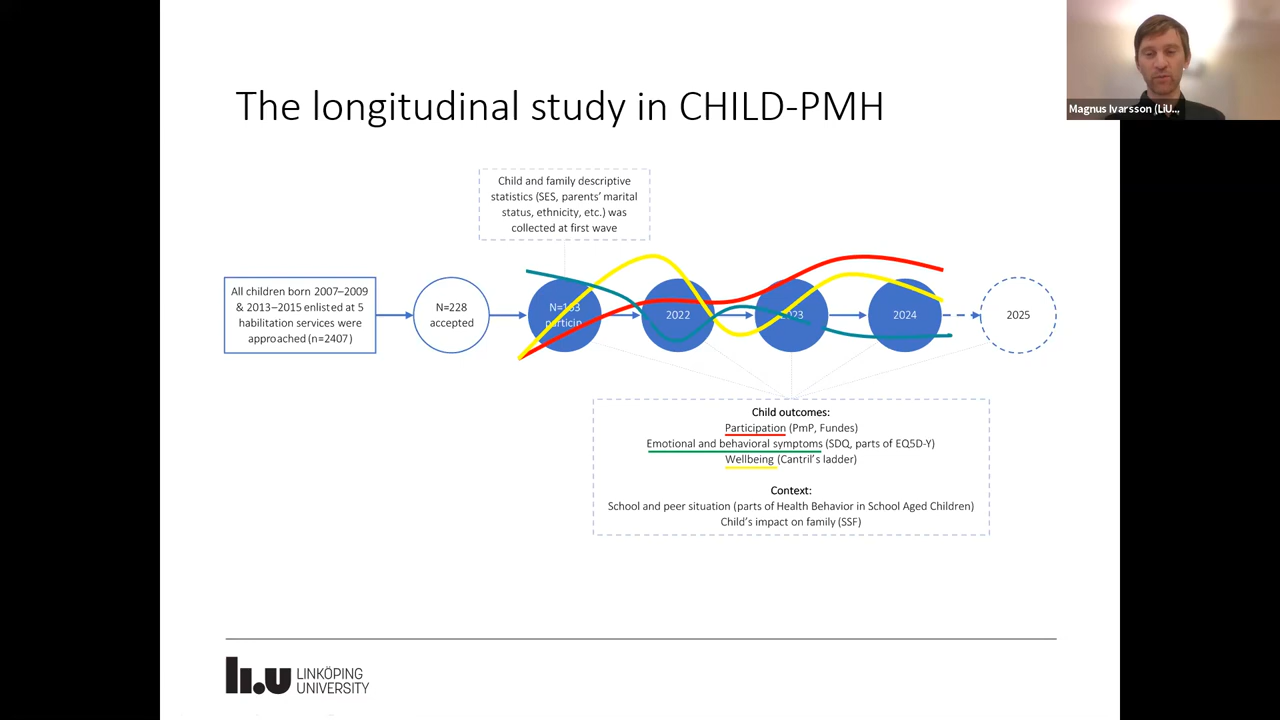 Magnus Ivarsson (LiU...
The longitudinal study in CHILD-PMH
Child and family descriptive
statistics (SES, parents' marital
status, ethnicity, etc.) was
collected at first wave
All children born 2007–2009
& 2013–2015 enlisted at 5
habilitation services were
approached (n=2407)
N=228
accepted
2022
2024
2025
Child outcomes:
Participation (PmP, Fundes)
Emotional and behavioral symptoms (SDQ, parts of EQ5D-Y)
Wellbeing (Cantril's ladder)
Context:
School and peer situation (parts of Health Behavior in School Aged Children)
Child's impact on family (SSF)
li.u LINKÖPING
UNIVERSITY